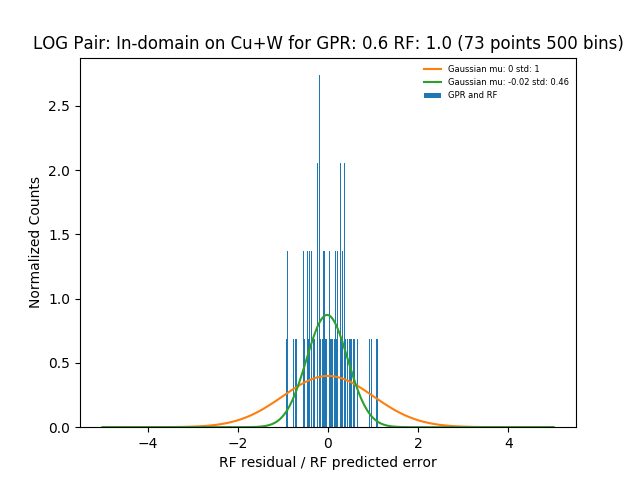 LOG Pair: In-domain on Cu+W for GPR: 0.6 RF: 1.0 (73 points 500 bins)
Gaussian mu: 0 std: 1
Gaussian mu: -0.02 std: 0.46
GPR and RF
Normalized Counts
2.5
2.0
1.5
1.0
0.5
0.0
−4 −2 0 2 4
RF residual / RF predicted error